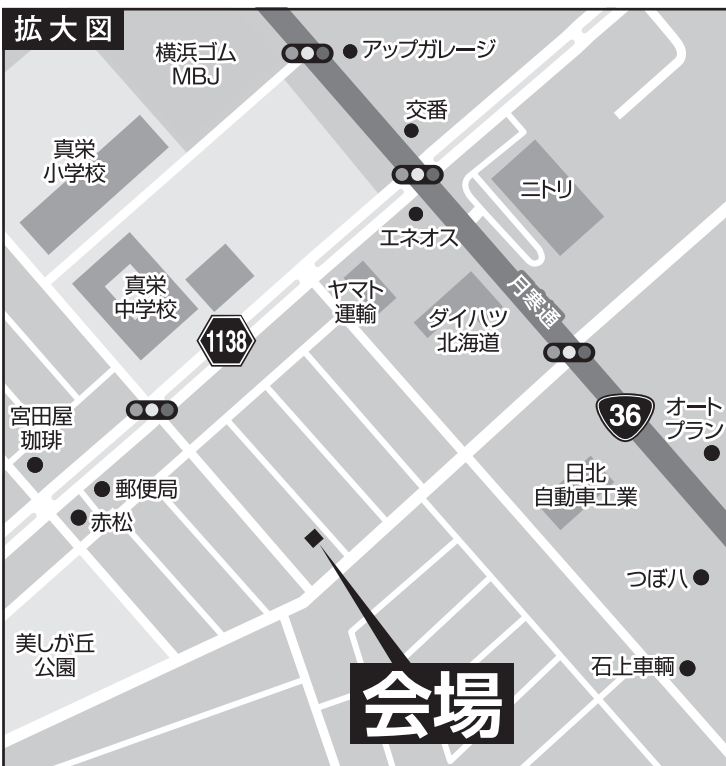 拡大図
横浜ゴム
MBJ
アップガレージ
交番
真栄
小学校
ニトリ
エネオス
真栄
中学校
ヤマト
運輸
月寒通
ダイハツ
北海道
1138
36
オート
プラン
宮田屋
珈琲
日北
自動車工業
郵便局
赤松
つぼ八
美しが丘
公園
石上車輌
会場